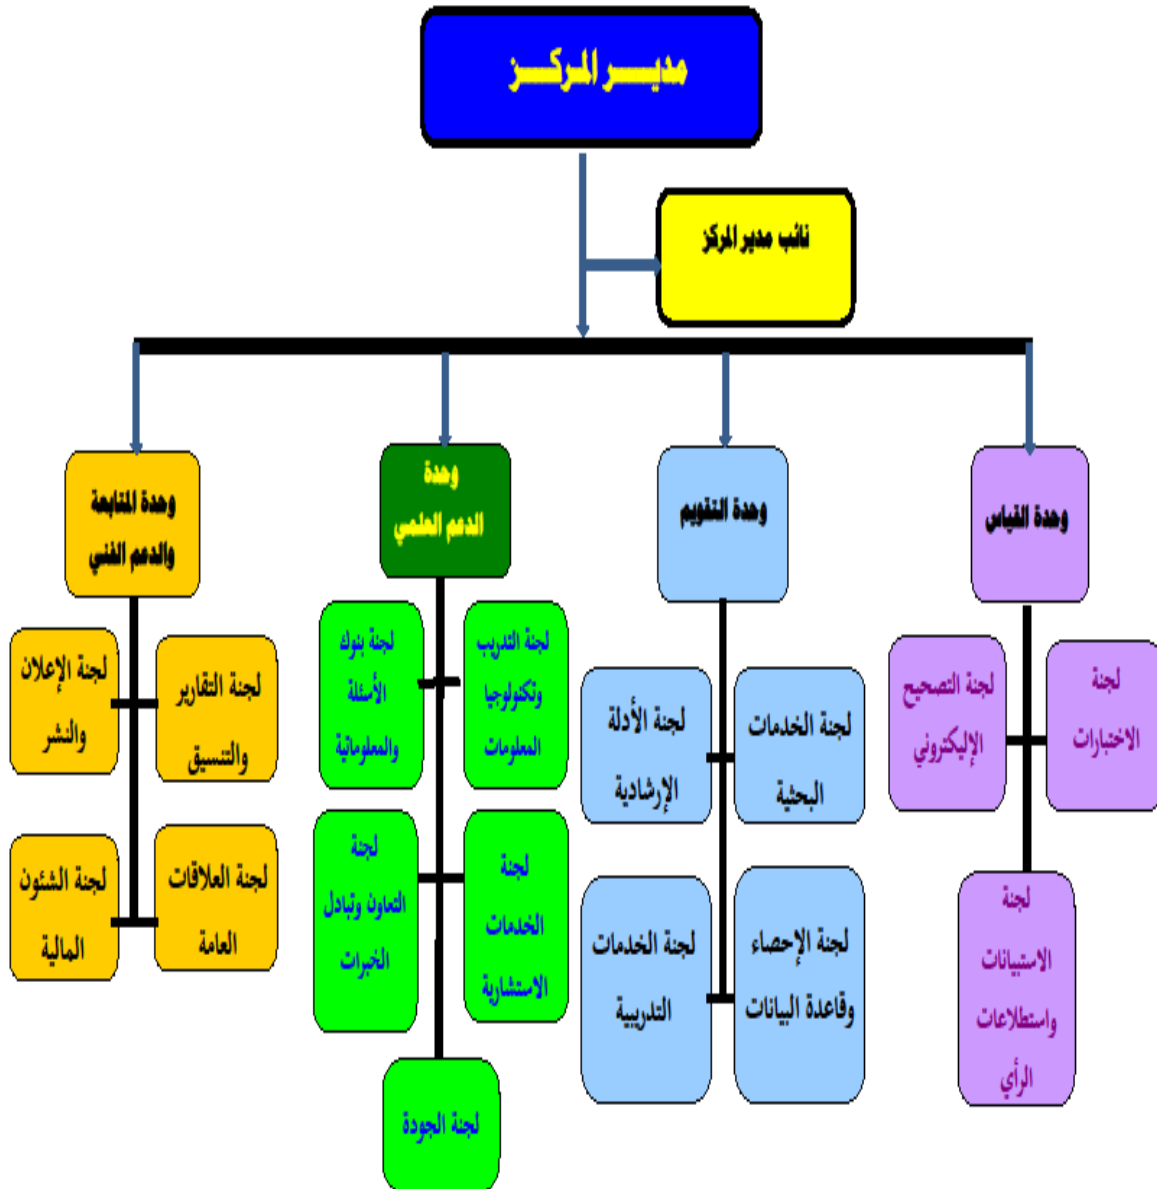 مديـــر المركـــز
نائب مدير المركز
وحدة القياس
لجنة
الاختبارات
لجنة التصحيح
الإليكتروني
لجنة
الاستبيانات
واستطلاعات
الرأي
وحدة التقويم
لجنة الخدمات
البحثية
لجنة الأدلة
الإرشادية
لجنة الإحصاء
وقاعدة البيانات
لجنة الخدمات
التدريبية
وحدة
الدعم العلمي
لجنة التدريب
وتكنولوجيا
المعلومات
لجنة بنوك
الأسئلة
والمعلوماتية
لجنة
الخدمات
الاستشارية
لجنة
التعاون وتبادل
الخبرات
لجنة الجودة
وحدة المتابعة
والدعم الفني
لجنة التقارير
والتنسيق
لجنة الإعلان
والنشر
لجنة العلاقات
العامة
لجنة الشئون
المالية